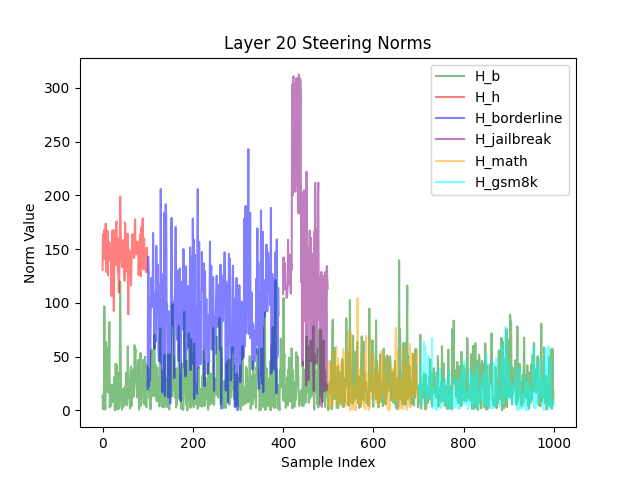 Layer 20 Steering Norms
H_b
H_h
H_borderline
H_jailbreak
H_math
H_gsm8k
Norm Value
300
250
200
150
100
50
0
0
200
400
600
800
1000
Sample Index